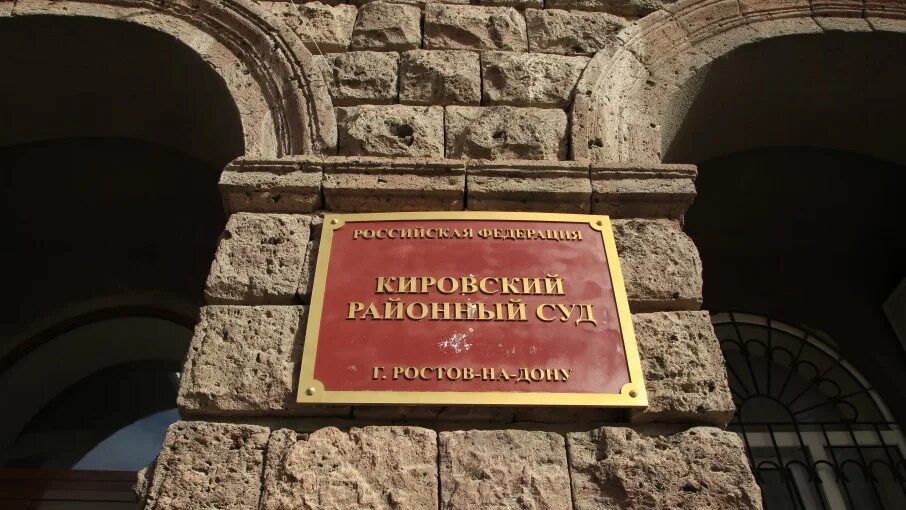 РОССИЙСКАЯ ФЕДЕРАЦИЯ
КИРОВСКИЙ
РАЙОННЫЙ СУД
Г. РОСТОВ-НА-ДОНУ